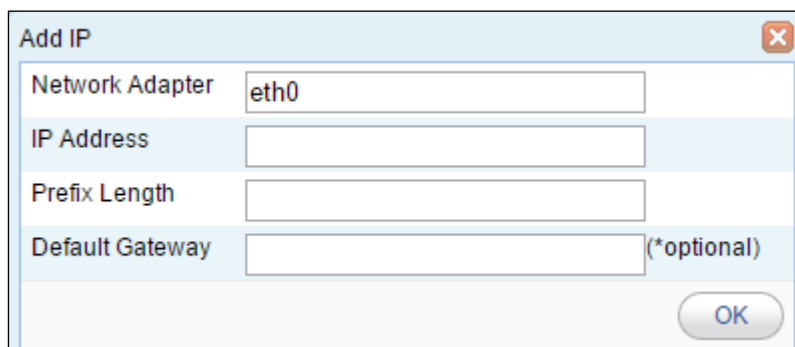 Add IP
Network Adapter eth0
IP Address
Prefix Length
Default Gateway (*optional)
OK